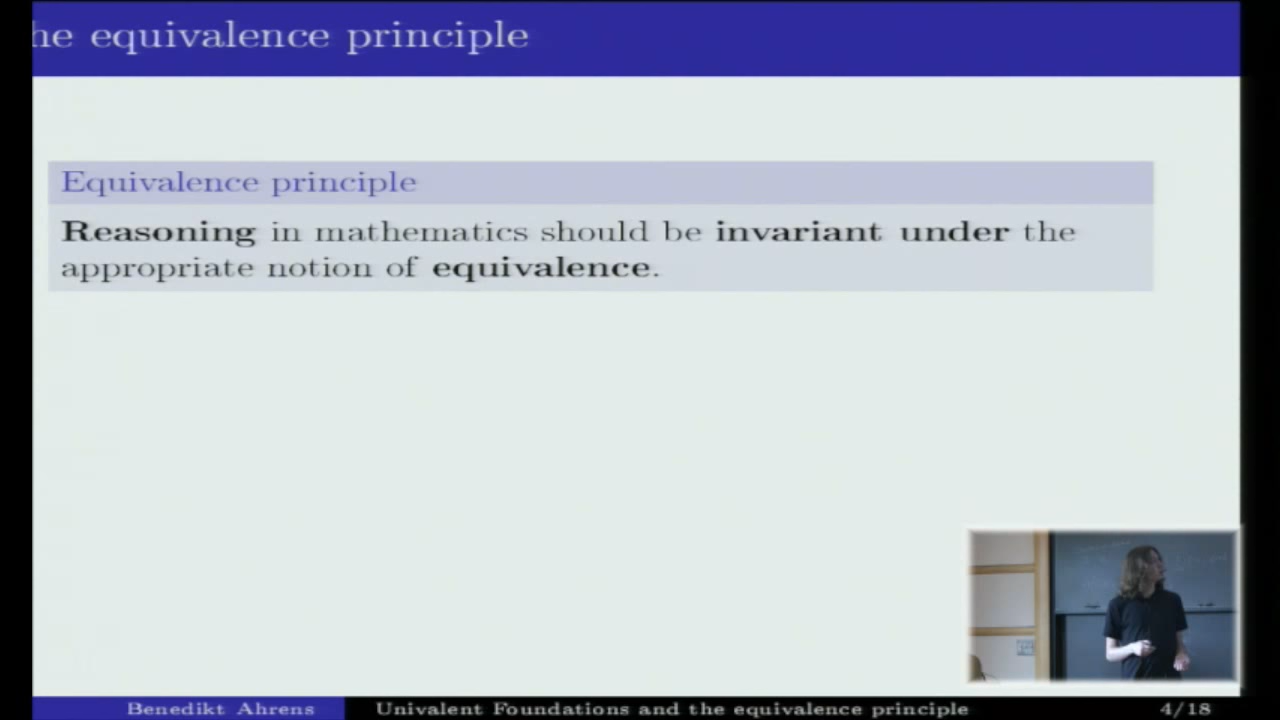 he equivalence principle
Equivalence principle
Reasoning in mathematics should be invariant under the
appropriate notion of equivalence.
Benedikt Ahrens Univalent Foundations and the equivalence principle 4/18